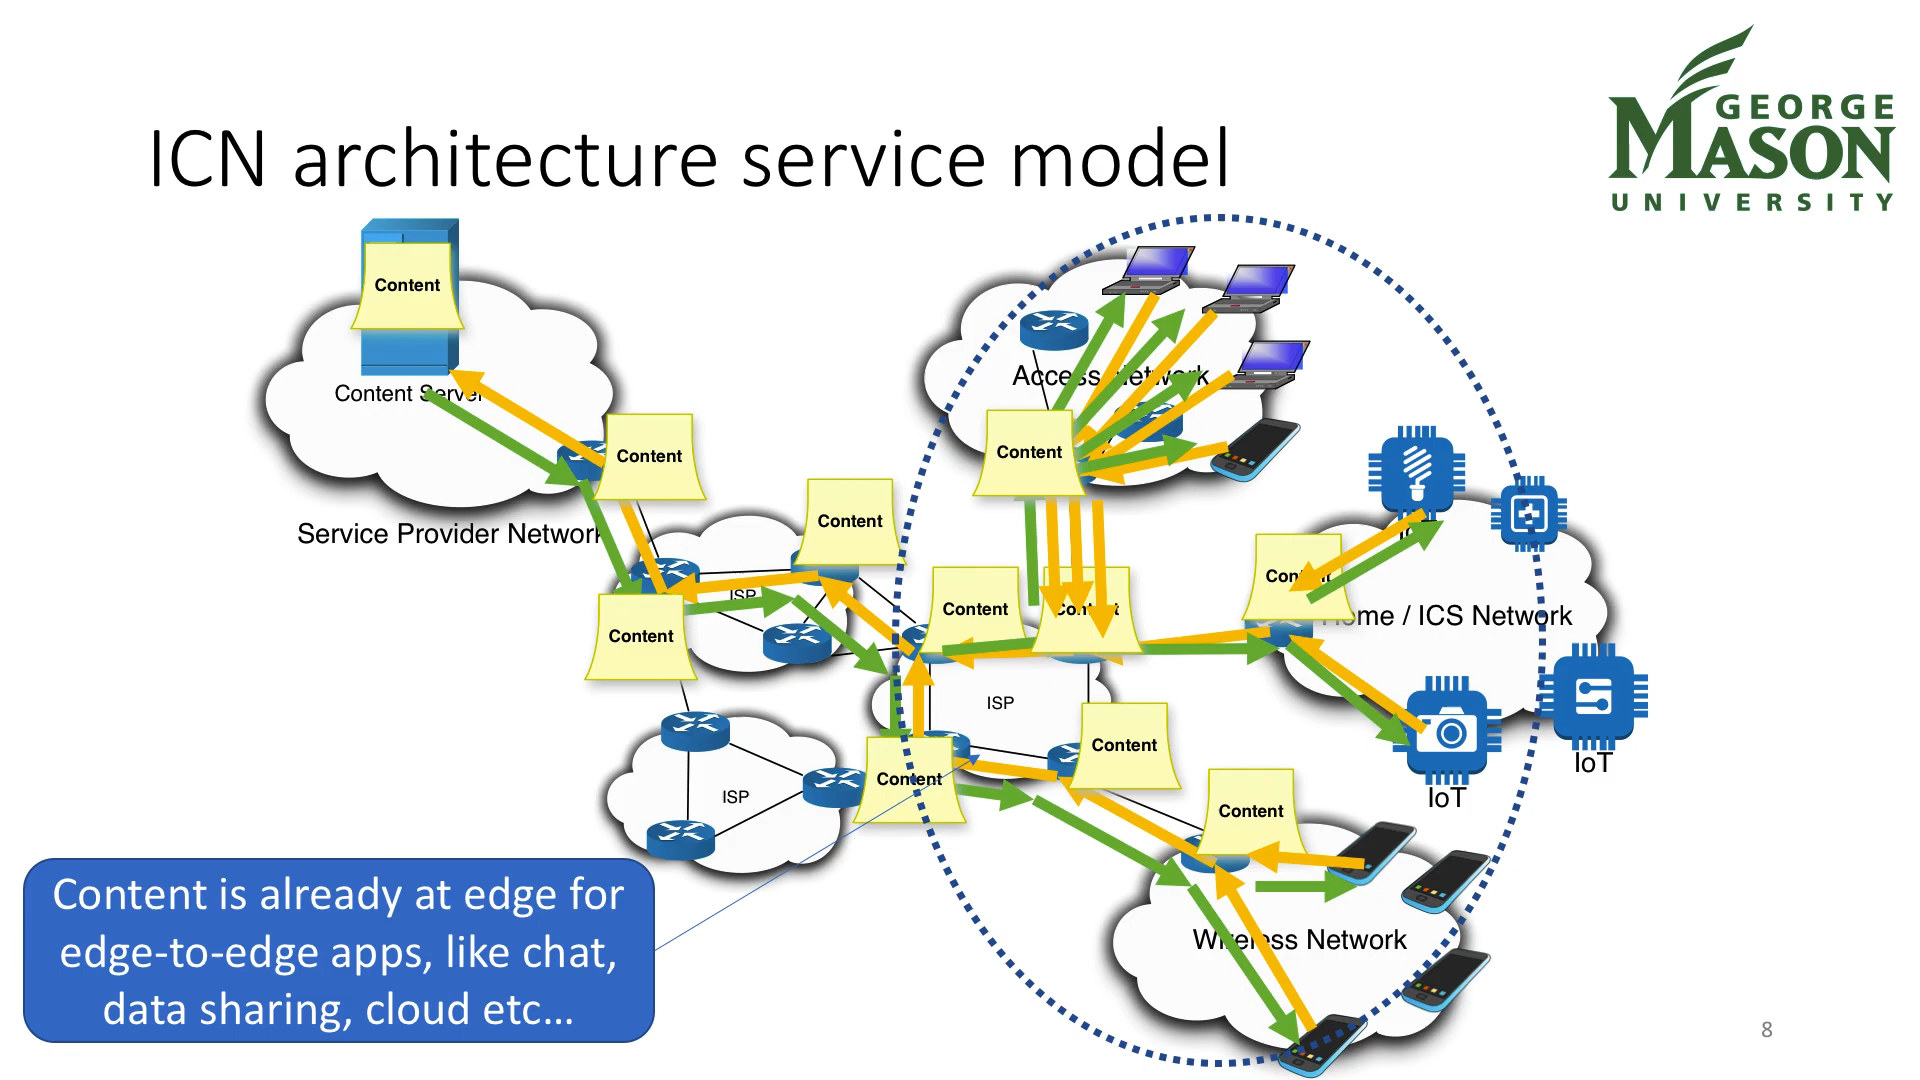 ICN architecture service model
GEORGE
MASON
UNIVERSITY
Content
Content Server
Service Provider Network
Content
Content
Content
ISP
ISP
Access Network
Content
Content
Content
ISP
Content
Content
Content
Content
Home / ICS Network
IoT
IoT
Wireless Network
Content is already at edge for
edge-to-edge apps, like chat,
data sharing, cloud etc…
8